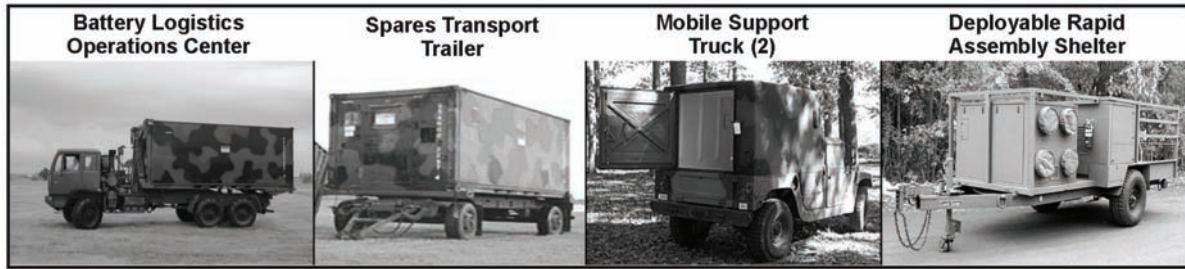 Battery Logistics
Operations Center
Spares Transport
Trailer
Mobile Support
Truck (2)
Deployable Rapid
Assembly Shelter